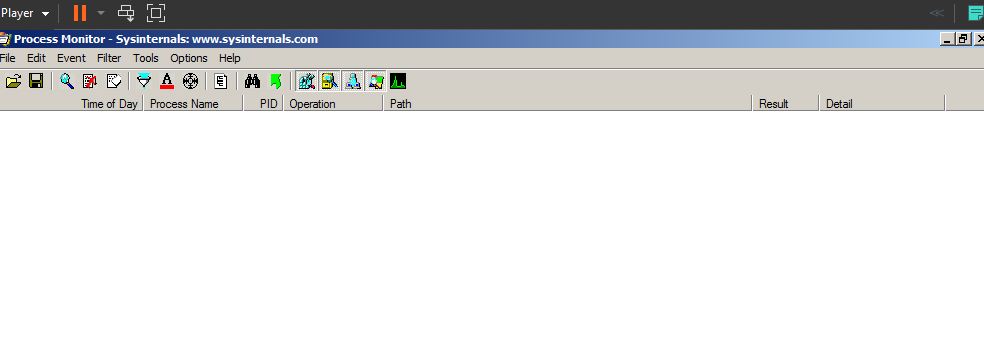 Player
Process Monitor - Sysinternals: www.sysinternals.com
File Edit Event Filter Tools Options Help
Time of Day Process Name PID Operation Path Result Detail